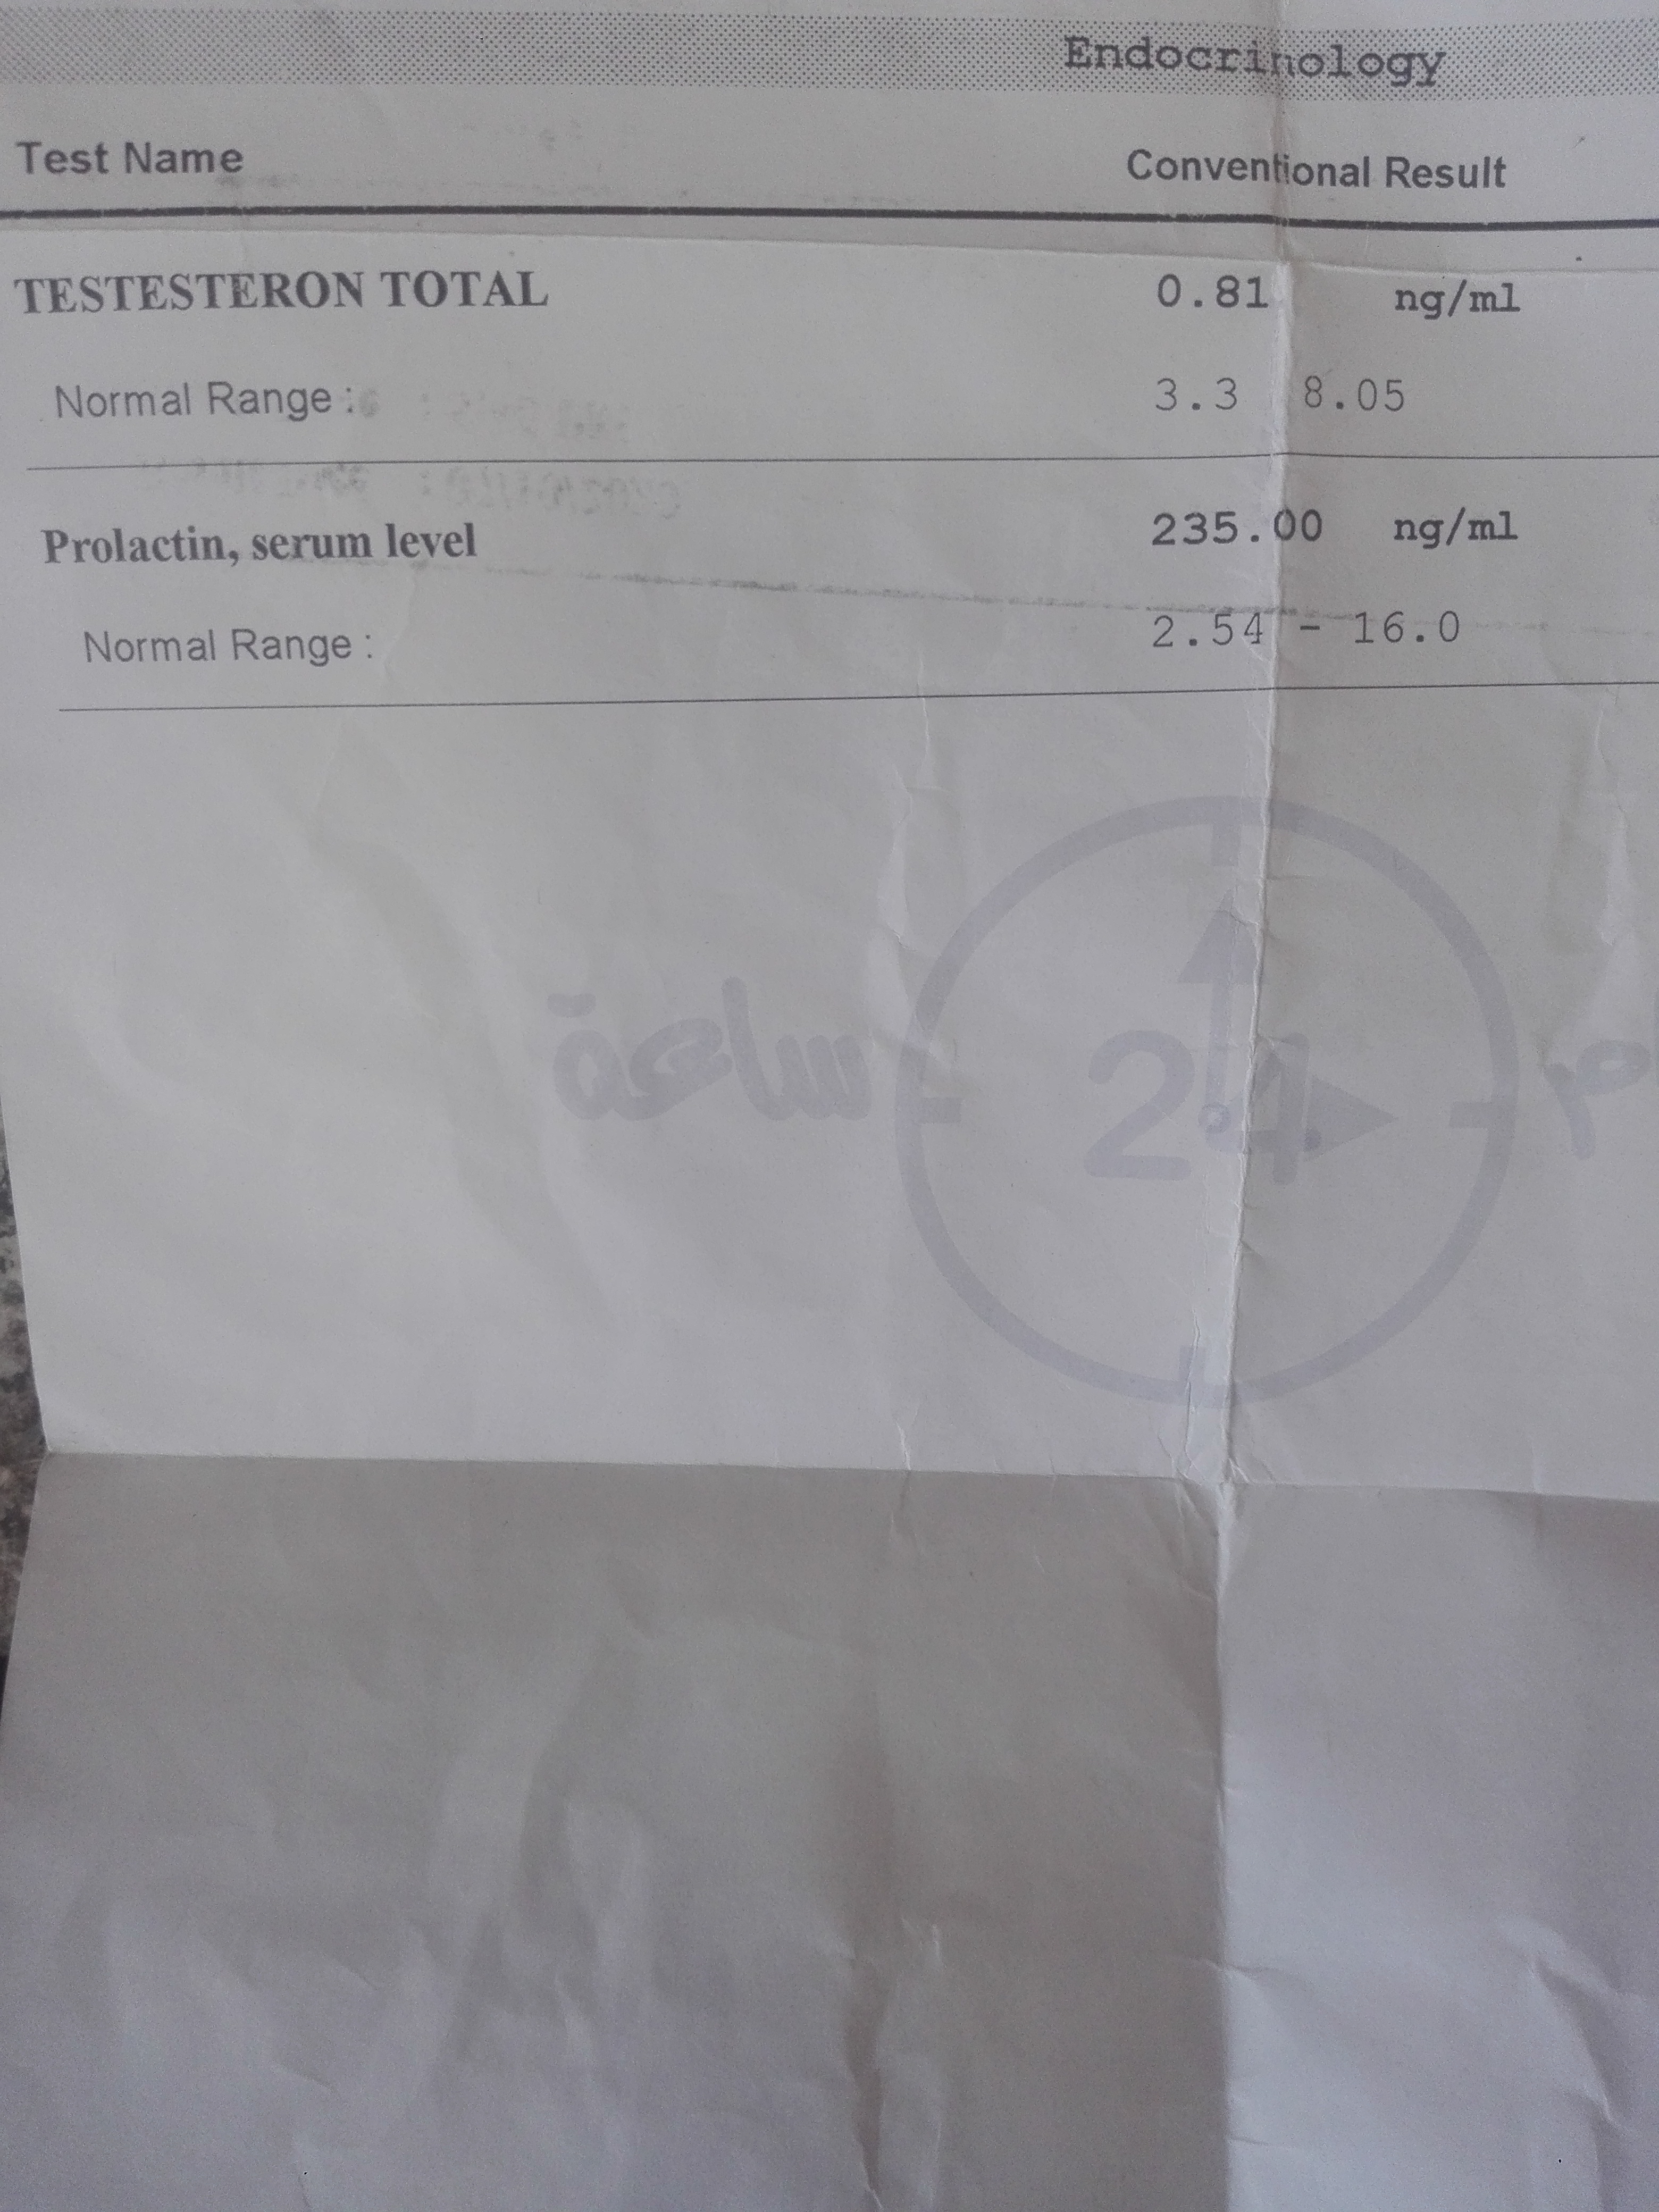 Endocrinology
Test Name Conventional Result
TESTESTERON TOTAL 0.81 ng/ml
Normal Range : 3.3 8.05
Prolactin, serum level 235.00 ng/ml
Normal Range : 2.54 - 16.0
24 ساعة